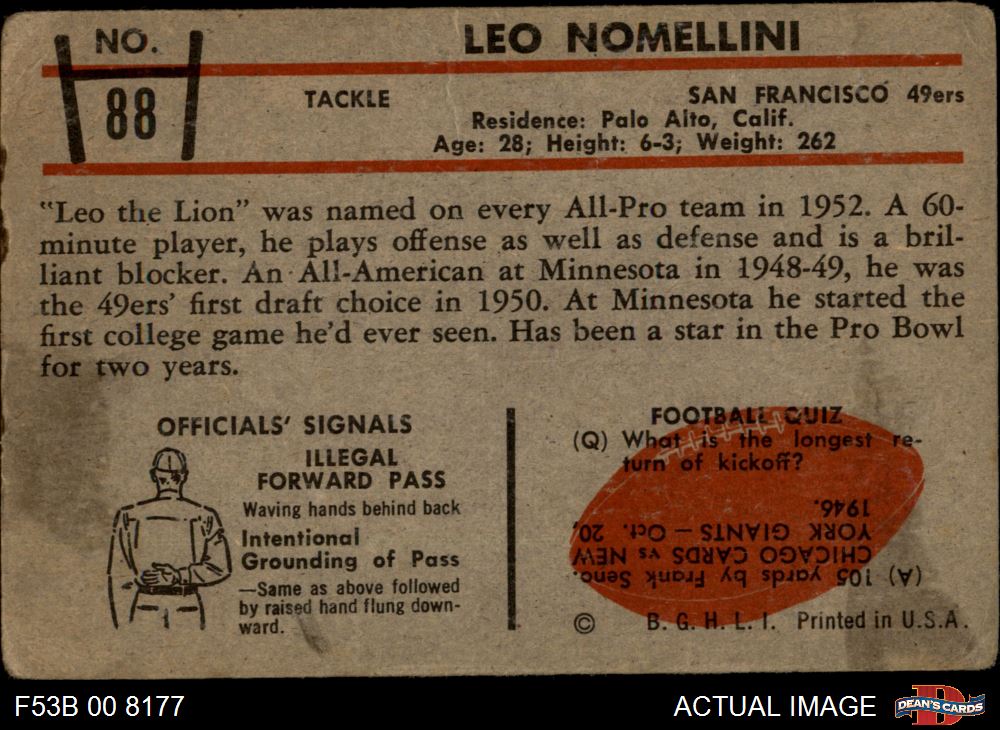 NO.
88
LEO NOMELLINI
TACKLE
SAN FRANCISCO 49ers
Residence: Palo Alto, Calif.
Age: 28; Height: 6-3; Weight: 262
"Leo the Lion" was named on every All-Pro team in 1952. A 60-
minute player, he plays offense as well as defense and is a bril-
liant blocker. An All-American at Minnesota in 1948-49, he was
the 49ers' first draft choice in 1950. At Minnesota he started the
first college game he'd ever seen. Has been a star in the Pro Bowl
for two years.
OFFICIALS' SIGNALS
ILLEGAL
FORWARD PASS
Waving hands behind back
Intentional
Grounding of Pass
—Same as above followed
by raised hand flung down-
ward.
FOOTBALL QUIZ
(Q) What is the longest re-
turn of kickoff?
(A) 105 yards by Frank Seno.
CHICAGO CARDS vs NEW
YORK GIANTS — Oct. 20,
1946.
© B. G. H. L. I. Printed in U.S.A.
F53B 00 8177
ACTUAL IMAGE
DEAN'S CARDS